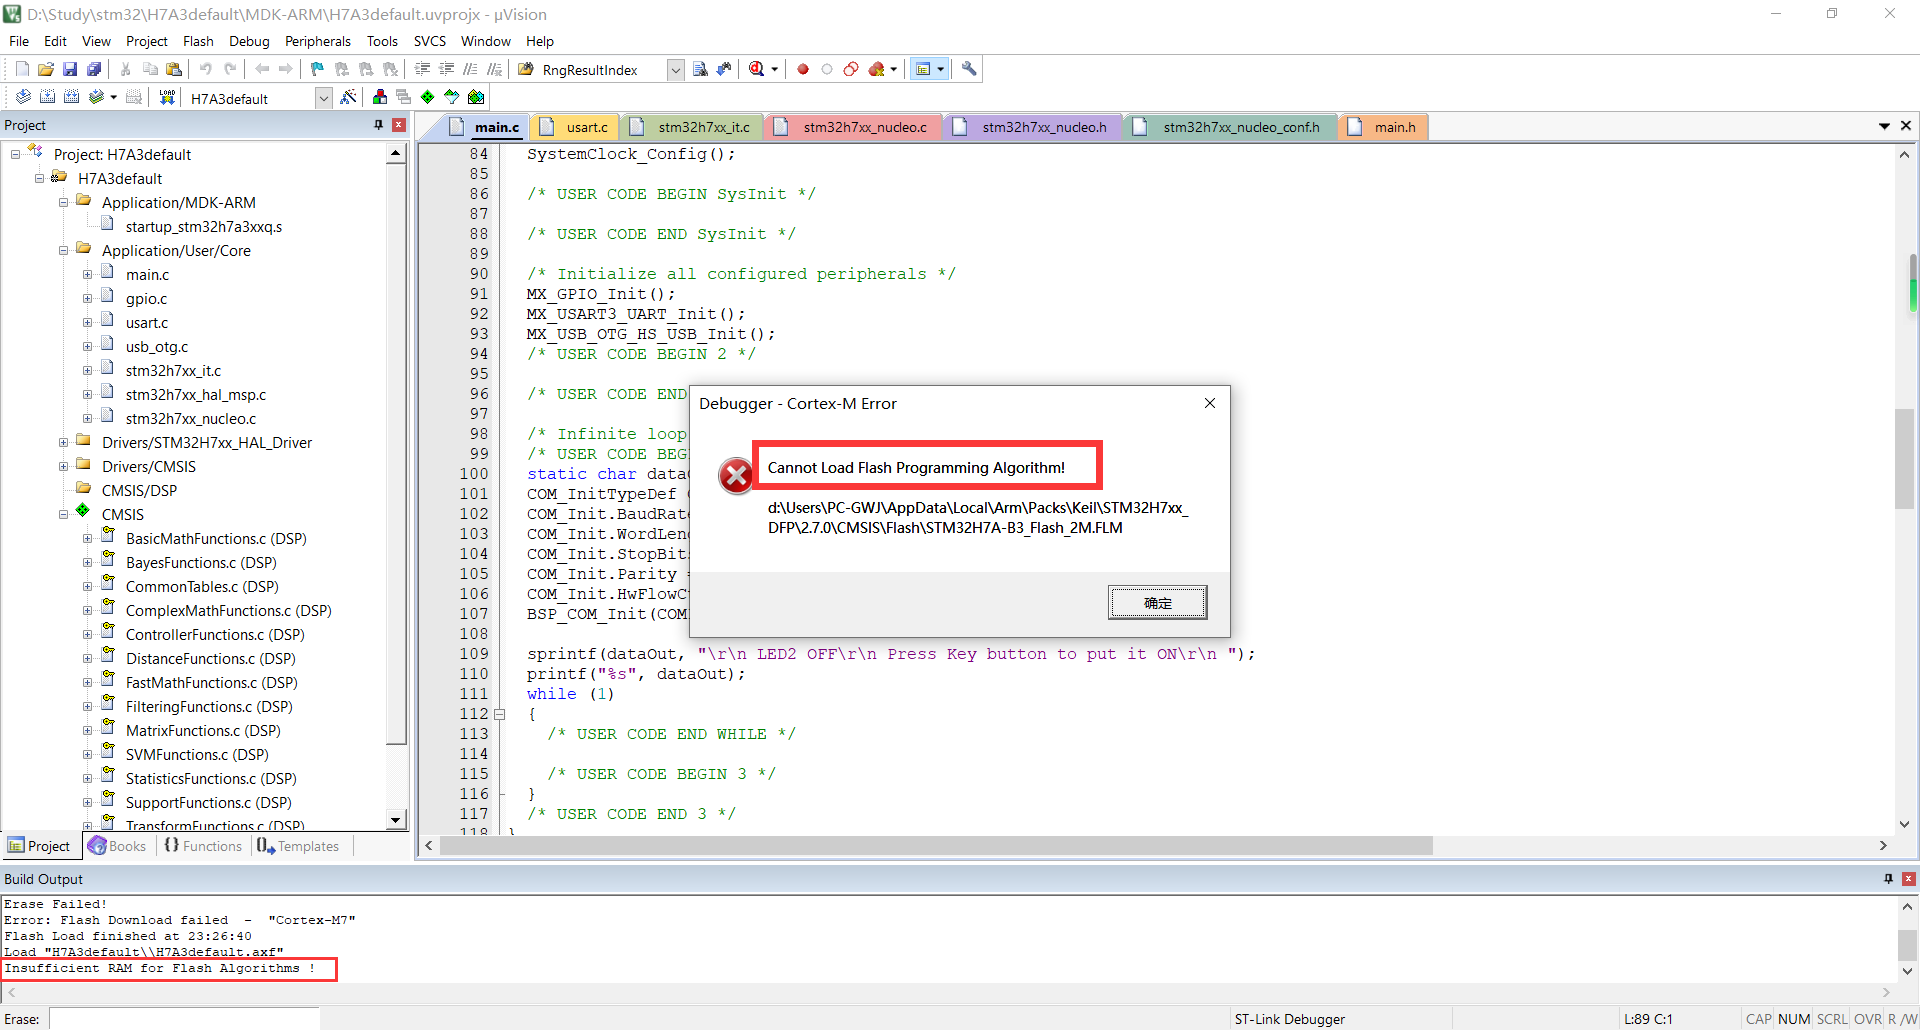 D:\Study\stm32\H7A3default\MDK-ARM\H7A3default.uvprojx - µVision
File Edit View Project Flash Debug Peripherals Tools SVCS Window Help
RngResultIndex
LOAD H7A3default
Project
main.c usart.c stm32h7xx_it.c stm32h7xx_nucleo.c stm32h7xx_nucleo.h stm32h7xx_nucleo_conf.h main.h
Project: H7A3default
H7A3default
Application/MDK-ARM
startup_stm32h7a3xxq.s
Application/User/Core
main.c
gpio.c
usart.c
usb_otg.c
stm32h7xx_it.c
stm32h7xx_hal_msp.c
stm32h7xx_nucleo.c
Drivers/STM32H7xx_HAL_Driver
Drivers/CMSIS
CMSIS/DSP
CMSIS
BasicMathFunctions.c (DSP)
BayesFunctions.c (DSP)
CommonTables.c (DSP)
ComplexMathFunctions.c (DSP)
ControllerFunctions.c (DSP)
DistanceFunctions.c (DSP)
FastMathFunctions.c (DSP)
FilteringFunctions.c (DSP)
MatrixFunctions.c (DSP)
SVMFunctions.c (DSP)
StatisticsFunctions.c (DSP)
SupportFunctions.c (DSP)
TransformFunctions.c (DSP)
Project Books {} Functions Templates
84 SystemClock_Config();
85
86 /* USER CODE BEGIN SysInit */
87
88 /* USER CODE END SysInit */
89
90 /* Initialize all configured peripherals */
91 MX_GPIO_Init();
92 MX_USART3_UART_Init();
93 MX_USB_OTG_HS_USB_Init();
94 /* USER CODE BEGIN 2 */
95
96 /* USER CODE END
97
98 /* Infinite loop
99 /* USER CODE BEG
100 static char data
101 COM_InitTypeDef
102 COM_Init.BaudRate
103 COM_Init.WordLen
104 COM_Init.StopBits
105 COM_Init.Parity
106 COM_Init.HwFlowC
107 BSP_COM_Init(COM
108
109 sprintf(dataOut, "\r\n LED2 OFF\r\n Press Key button to put it ON\r\n ");
110 printf("%s", dataOut);
111 while (1)
112 {
113 /* USER CODE END WHILE */
114
115 /* USER CODE BEGIN 3 */
116 }
117 /* USER CODE END 3 */
118 }
Debugger - Cortex-M Error
Cannot Load Flash Programming Algorithm!
d:\Users\PC-GWJ\AppData\Local\Arm\Packs\Keil\STM32H7xx_
DFP\2.7.0\CMSIS\Flash\STM32H7A-B3_Flash_2M.FLM
确定
Build Output
Erase Failed!
Error: Flash Download failed - "Cortex-M7"
Flash Load finished at 23:26:40
Load "H7A3default\\H7A3default.axf"
Insufficient RAM for Flash Algorithms !
Erase: ST-Link Debugger L:89 C:1 CAP NUM SCRL OVR R /W